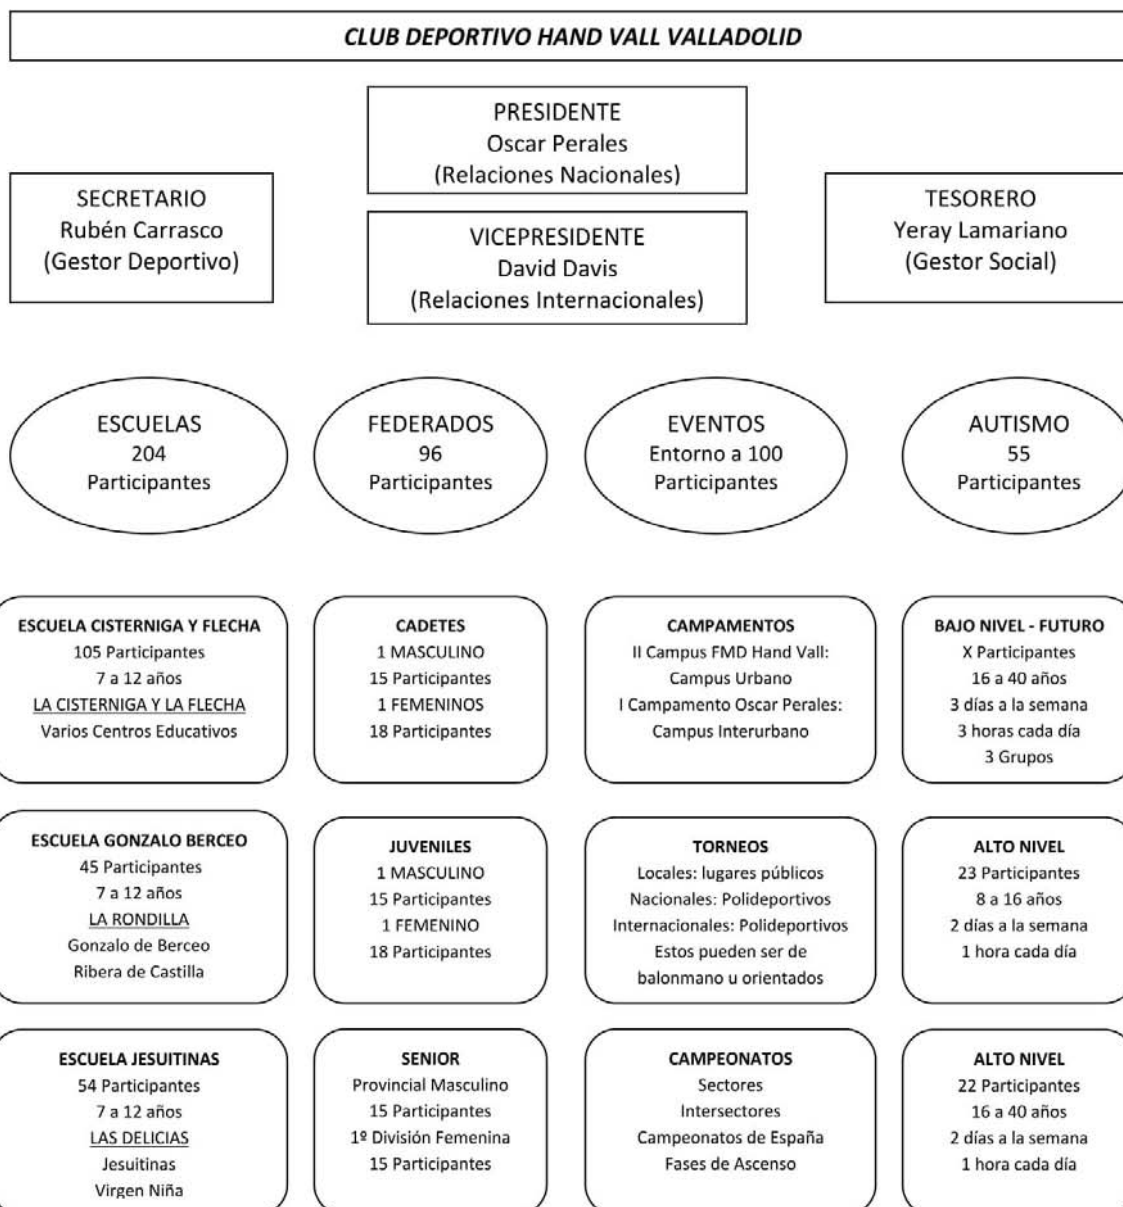 CLUB DEPORTIVO HAND VALL VALLADOLID
PRESIDENTE
Oscar Perales
(Relaciones Nacionales)
SECRETARIO
Rubén Carrasco
(Gestor Deportivo)
VICEPRESIDENTE
David Davis
(Relaciones Internacionales)
TESORERO
Yeray Lamariano
(Gestor Social)
ESCUELAS
204
Participantes
FEDERADOS
96
Participantes
EVENTOS
Entorno a 100
Participantes
AUTISMO
55
Participantes
ESCUELA CISTERNIGA Y FLECHA
105 Participantes
7 a 12 años
LA CISTERNIGA Y LA FLECHA
Varios Centros Educativos
CADETES
1 MASCULINO
15 Participantes
1 FEMENINOS
18 Participantes
CAMPAMENTOS
II Campus FMD Hand Vall:
Campus Urbano
I Campamento Oscar Perales:
Campus Interurbano
BAJO NIVEL - FUTURO
X Participantes
16 a 40 años
3 días a la semana
3 horas cada día
3 Grupos
ESCUELA GONZALO BERCEO
45 Participantes
7 a 12 años
LA RONDILLA
Gonzalo de Berceo
Ribera de Castilla
JUVENILES
1 MASCULINO
15 Participantes
1 FEMENINO
18 Participantes
TORNEOS
Locales: lugares públicos
Nacionales: Polideportivos
Internacionales: Polideportivos
Estos pueden ser de
balonmano u orientados
ALTO NIVEL
23 Participantes
8 a 16 años
2 días a la semana
1 hora cada día
ESCUELA JESUITINAS
54 Participantes
7 a 12 años
LAS DELICIAS
Jesuitinas
Virgen Niña
SENIOR
Provincial Masculino
15 Participantes
1º División Femenina
15 Participantes
CAMPEONATOS
Sectores
Intersectores
Campeonatos de España
Fases de Ascenso
ALTO NIVEL
22 Participantes
16 a 40 años
2 días a la semana
1 hora cada día